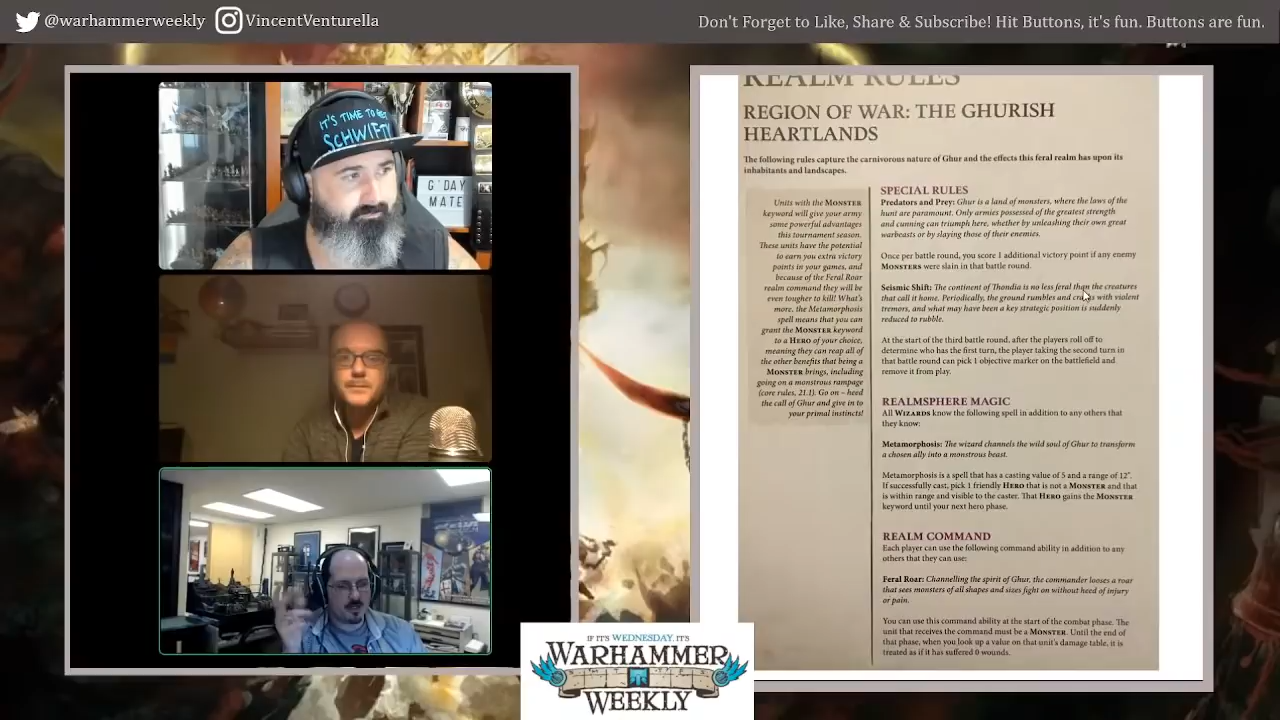 @warhammerweekly VincentVenturella
Don't Forget to Like, Share & Subscribe! Hit Buttons, it's fun. Buttons are fun.
IT'S TIME TO GET
SCHWIFTY
G'DAY
MATE
IF IT'S WEDNESDAY, IT'S
WARHAMMER
WEEKLY
REALM RULES
REGION OF WAR: THE GHURISH
HEARTLANDS
The following rules capture the carnivorous nature of Ghur and the effects this feral realm has upon its
inhabitants and landscapes.
Units with the MONSTER
keyword will give your army
some powerful advantages
this tournament season.
These units have the potential
to earn you extra victory
points in your games, and
because of the Feral Roar
realm command they will be
even tougher to kill! What's
more, the Metamorphosis
spell means that you can
grant the MONSTER keyword
to a HERO of your choice,
meaning they can reap all of
the other benefits that being a
MONSTER brings, including
going on a monstrous rampage
(core rules, 21.1). Go on – heed
the call of Ghur and give in to
your primal instincts!
SPECIAL RULES
Predators and Prey: Ghur is a land of monsters, where the laws of the
hunt are paramount. Only armies possessed of the greatest strength
and cunning can triumph here, whether by unleashing their own great
warbeasts or by slaying those of their enemies.
Once per battle round, you score 1 additional victory point if any enemy
MONSTERS were slain in that battle round.
Seismic Shift: The continent of Thondia is no less feral than the creatures
that call it home. Periodically, the ground rumbles and cracks with violent
tremors, and what may have been a key strategic position is suddenly
reduced to rubble.
At the start of the third battle round, after the players roll off to
determine who has the first turn, the player taking the second turn in
that battle round can pick 1 objective marker on the battlefield and
remove it from play.
REALMSPHERE MAGIC
All WIZARDS know the following spell in addition to any others that
they know:
Metamorphosis: The wizard channels the wild soul of Ghur to transform
a chosen ally into a monstrous beast.
Metamorphosis is a spell that has a casting value of 5 and a range of 12".
If successfully cast, pick 1 friendly HERO that is not a MONSTER and that
is within range and visible to the caster. That HERO gains the MONSTER
keyword until your next hero phase.
REALM COMMAND
Each player can use the following command ability in addition to any
others that they can use:
Feral Roar: Channelling the spirit of Ghur, the commander looses a roar
that sees monsters of all shapes and sizes fight on without heed of injury
or pain.
You can use this command ability at the start of the combat phase. The
unit that receives the command must be a MONSTER. Until the end of
that phase, when you look up a value on that unit's damage table, it is
treated as if it has suffered 0 wounds.